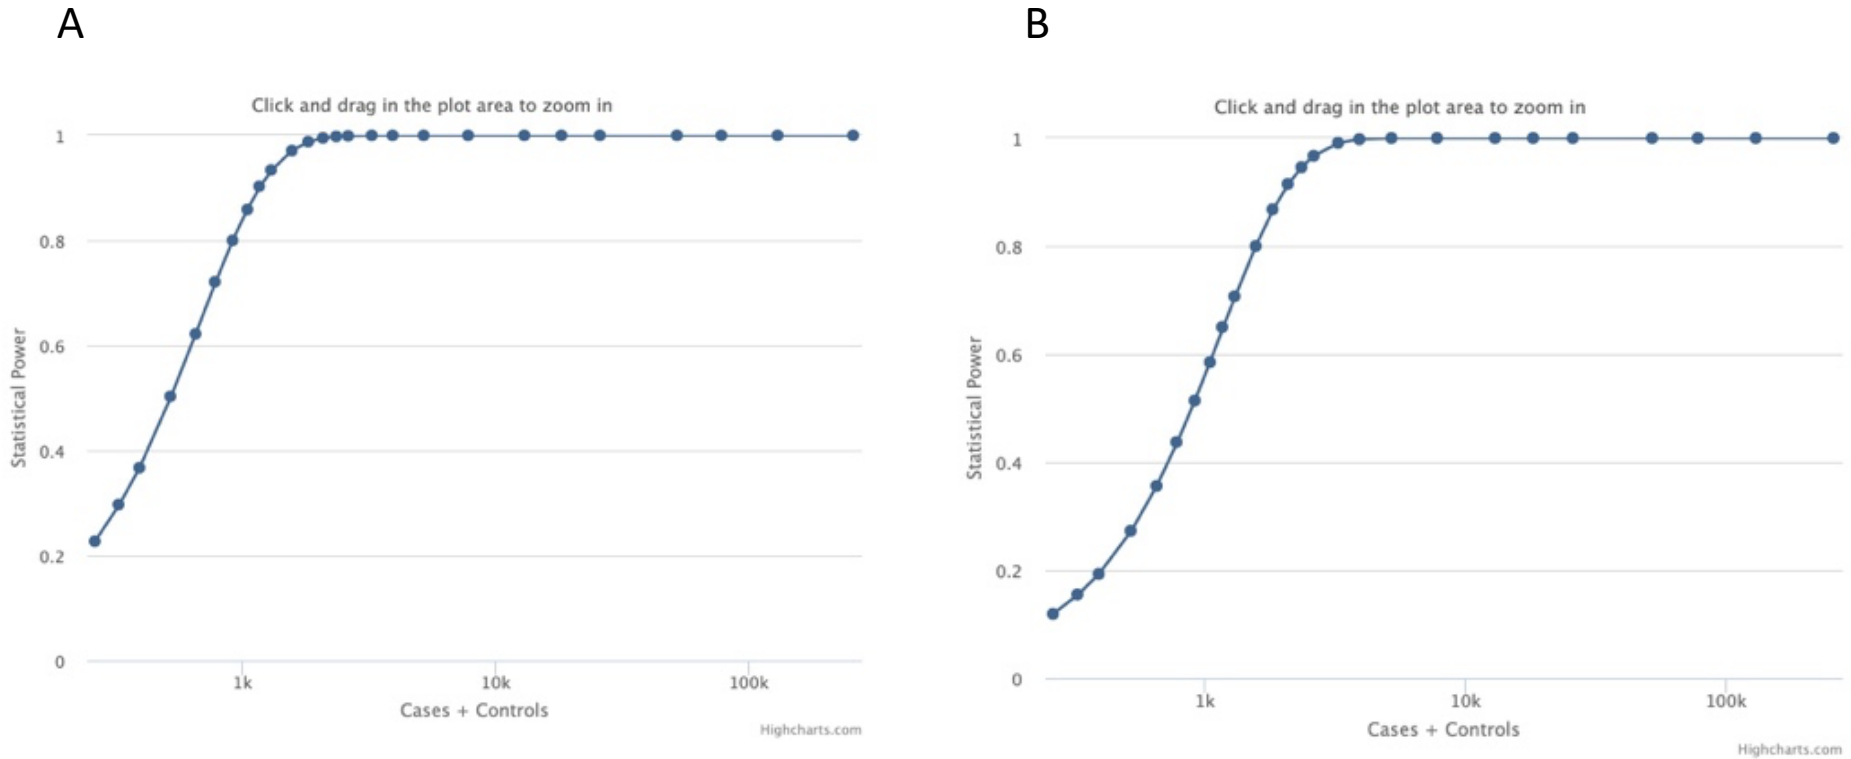 A
Click and drag in the plot area to zoom in
1
0.8
0.6
0.4
0.2
0
Statistical Power
1k 10k 100k
Cases + Controls
Highcharts.com
B
Click and drag in the plot area to zoom in
1
0.8
0.6
0.4
0.2
0
Statistical Power
1k 10k 100k
Cases + Controls
Highcharts.com